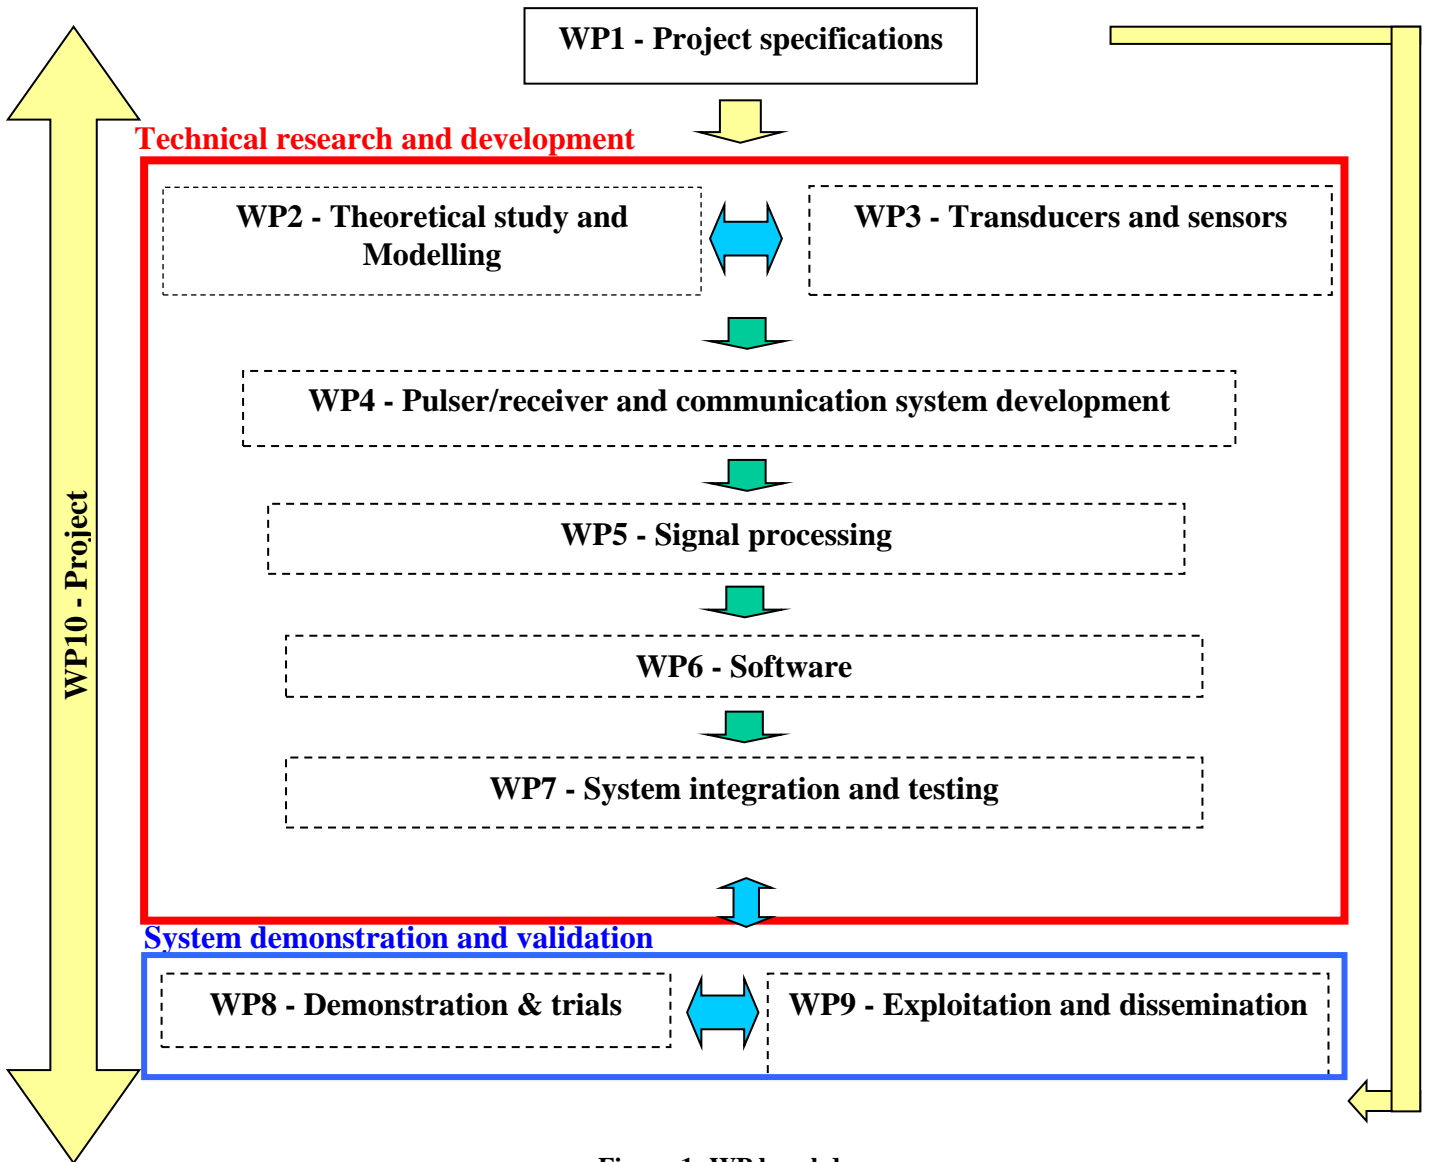 WP1 - Project specifications
Technical research and development
WP2 - Theoretical study and
Modelling
WP3 - Transducers and sensors
WP4 - Pulser/receiver and communication system development
WP5 - Signal processing
WP6 - Software
WP7 - System integration and testing
WP10 - Project
System demonstration and validation
WP8 - Demonstration & trials
WP9 - Exploitation and dissemination